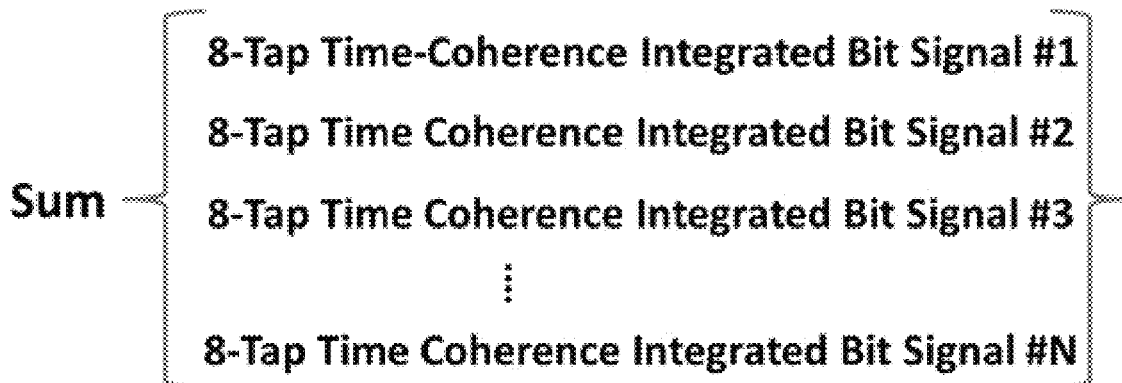 8-Tap Time-Coherence Integrated Bit Signal #1
8-Tap Time Coherence Integrated Bit Signal #2
Sum
8-Tap Time Coherence Integrated Bit Signal #3
8-Tap Time Coherence Integrated Bit Signal #N